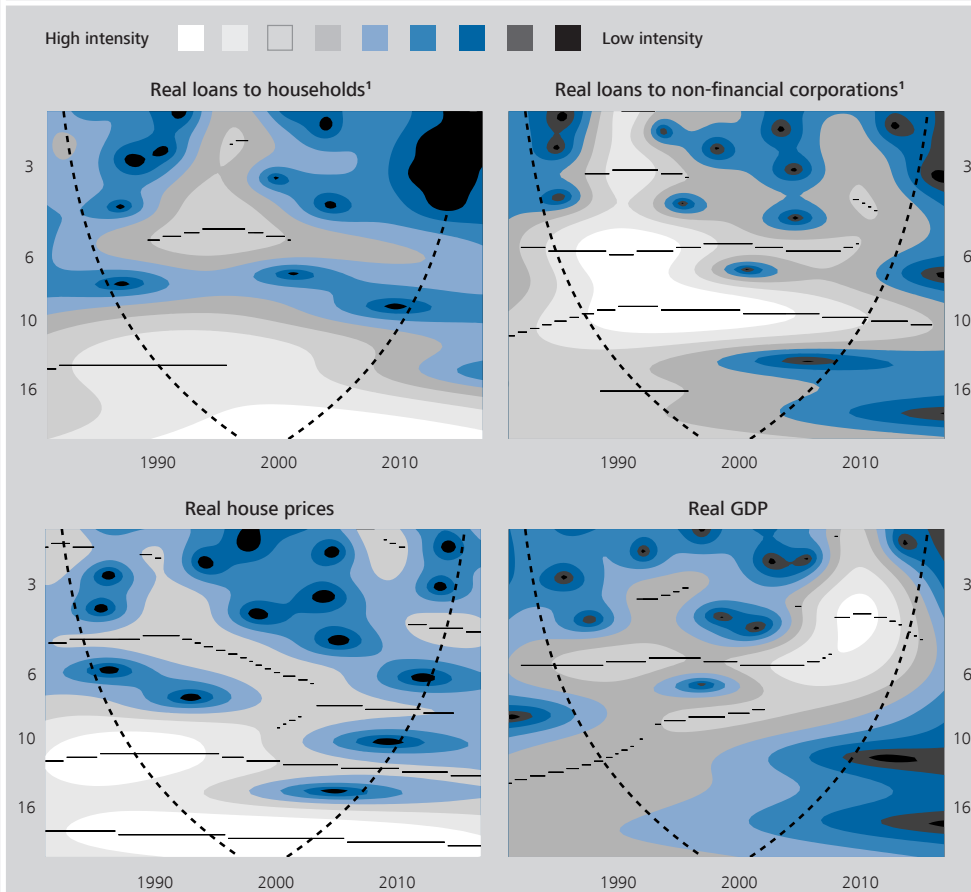 High intensity Low intensity
Real loans to households¹ Real loans to non-financial corporations¹
3 3
6 6
10 10
16 16
1990 2000 2010 1990 2000 2010
Real house prices Real GDP
3 3
6 6
10 10
16 16
1990 2000 2010 1990 2000 2010